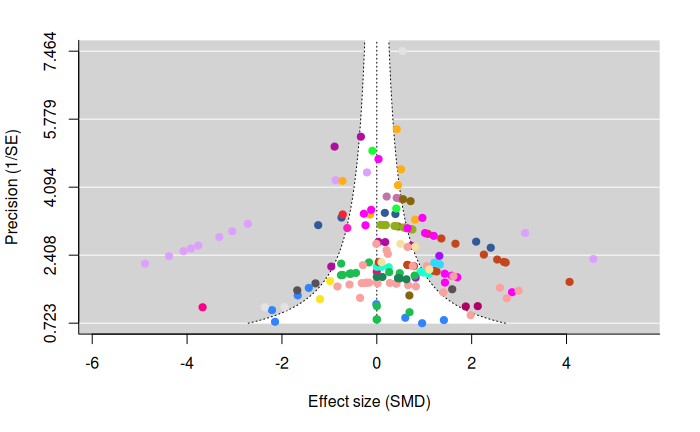 7.464
5.779
4.094
2.408
0.723
Precision (1/SE)
-6 -4 -2 0 2 4
Effect size (SMD)